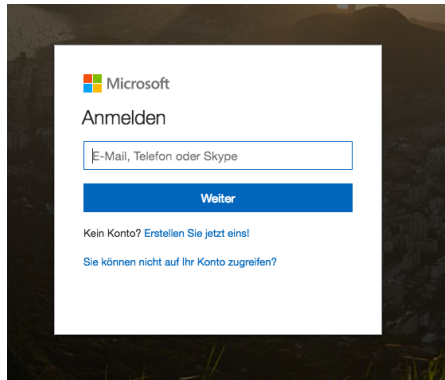 Microsoft
Anmelden
E-Mail, Telefon oder Skype
Weiter
Kein Konto? Erstellen Sie jetzt eins!
Sie können nicht auf Ihr Konto zugreifen?